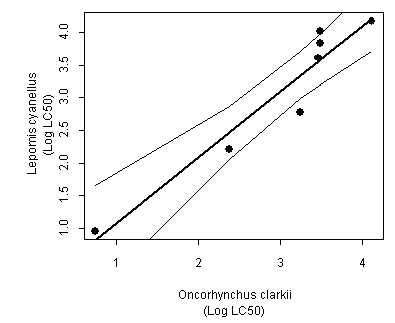 Lepomis cyanellus
(Log LC50)
4.0
3.5
3.0
2.5
2.0
1.5
1.0
1 2 3 4
Oncorhynchus clarkii
(Log LC50)